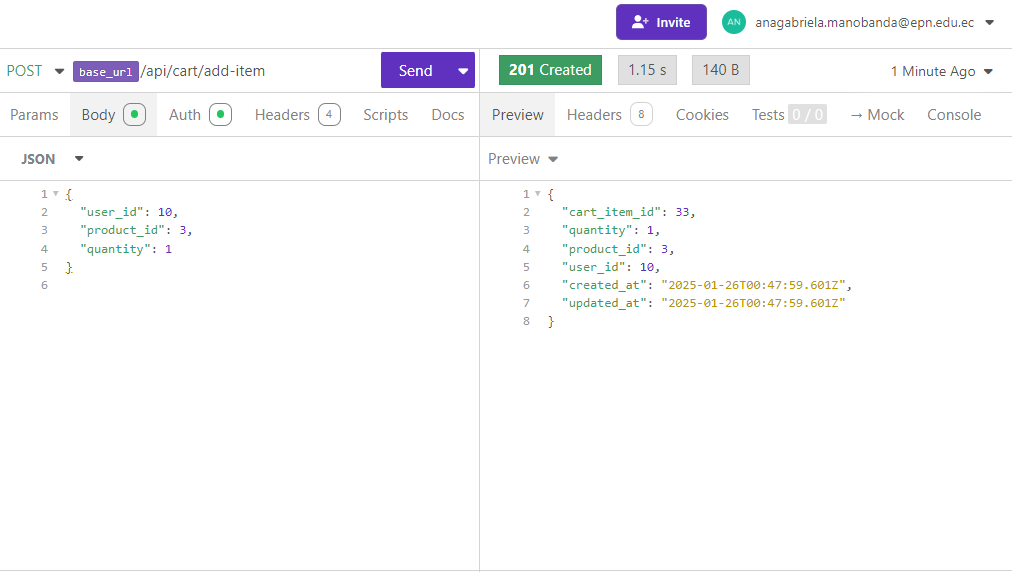 Invite AN anagabriela.manobanda@epn.edu.ec
POST base_url /api/cart/add-item Send 201 Created 1.15 s 140 B 1 Minute Ago
Params Body Auth Headers 4 Scripts Docs Preview Headers 8 Cookies Tests 0 / 0 → Mock Console
JSON Preview
1 {
2 "user_id": 10,
3 "product_id": 3,
4 "quantity": 1
5 }
6
1 {
2 "cart_item_id": 33,
3 "quantity": 1,
4 "product_id": 3,
5 "user_id": 10,
6 "created_at": "2025-01-26T00:47:59.601Z",
7 "updated_at": "2025-01-26T00:47:59.601Z"
8 }